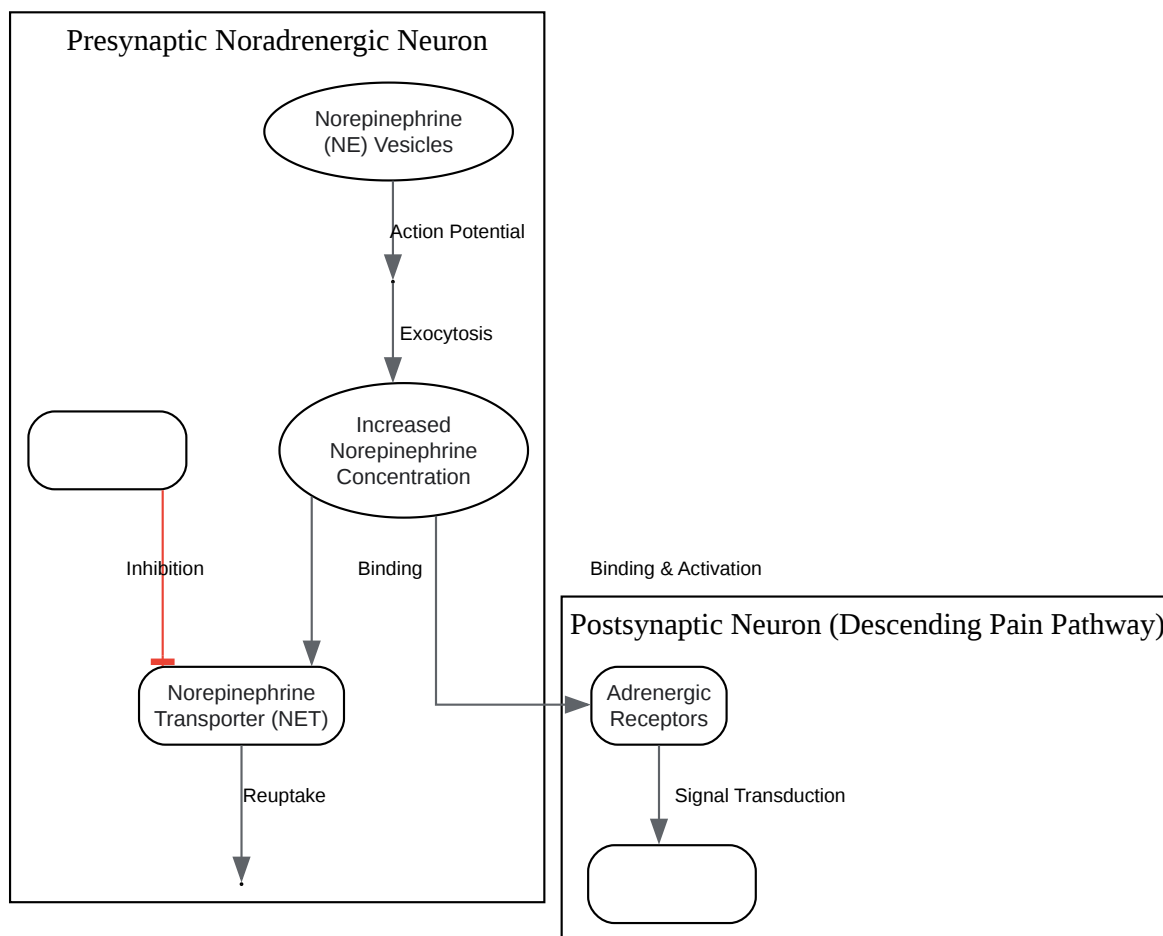 Presynaptic Noradrenergic Neuron
Norepinephrine
(NE) Vesicles
Action Potential
Exocytosis
Increased
Norepinephrine
Concentration
Inhibition
Binding
Binding & Activation
Postsynaptic Neuron (Descending Pain Pathway)
Norepinephrine
Transporter (NET)
Adrenergic
Receptors
Reuptake
Signal Transduction